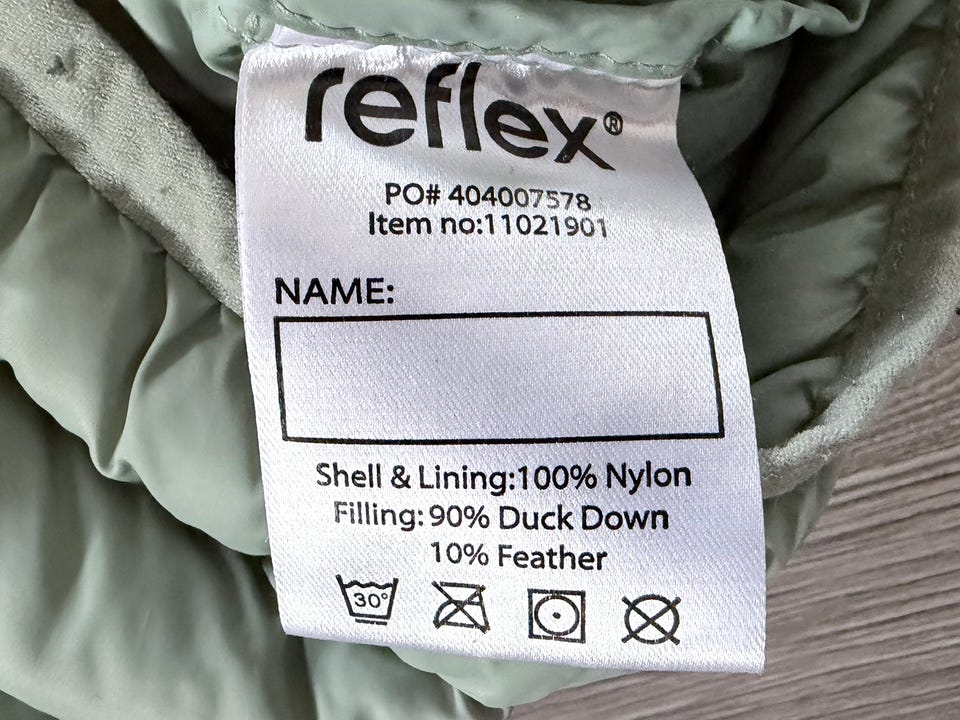 reflex®
PO# 404007578
Item no:11021901
NAME:
Shell & Lining:100% Nylon
Filling: 90% Duck Down
10% Feather
30°